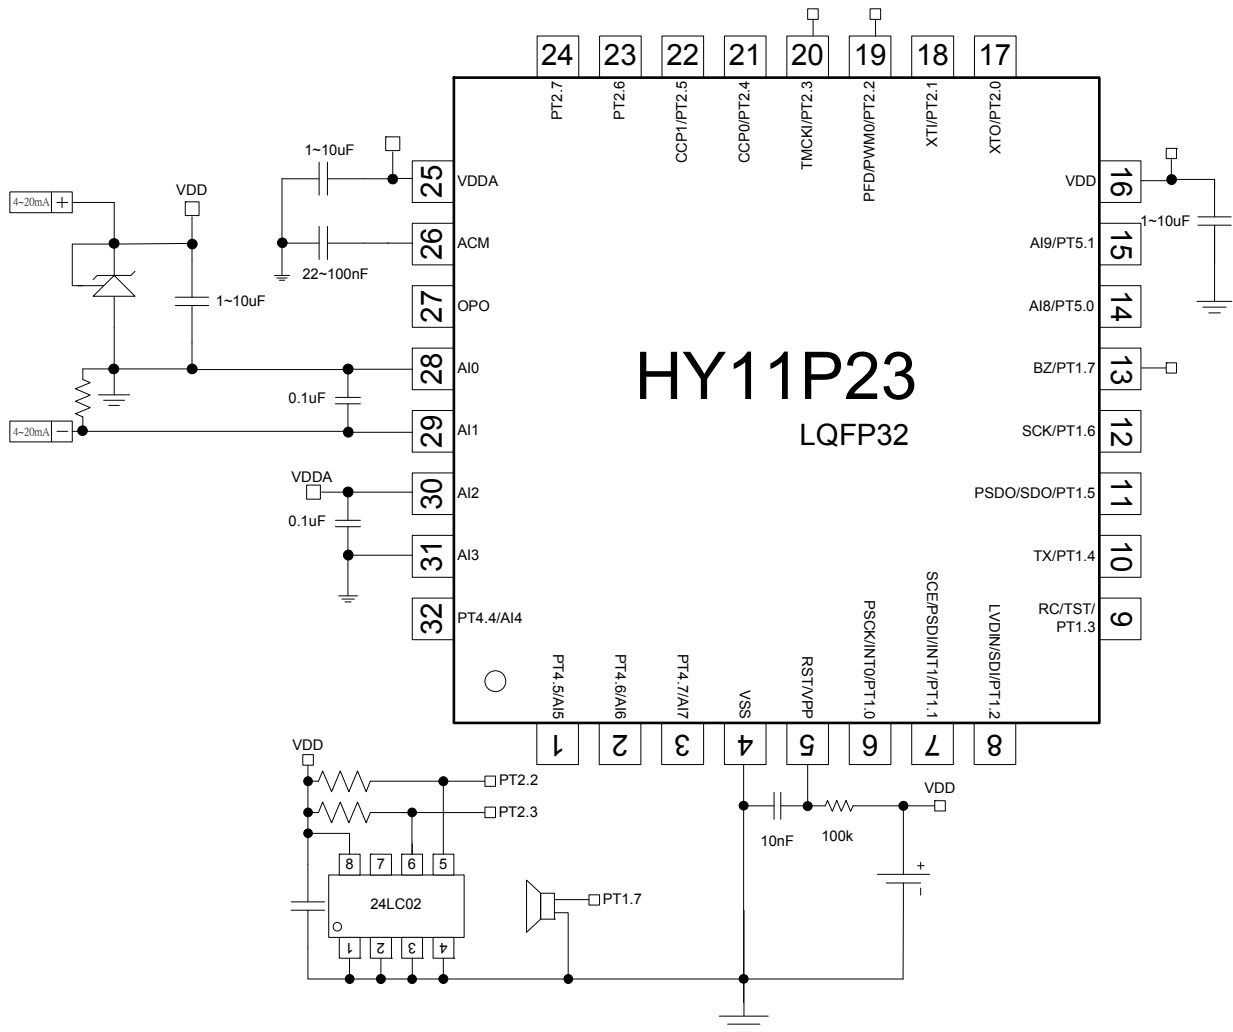 24
23
22
21
20
19
18
17
PT2.7
PT2.6
CCP1/PT2.5
CCP0/PT2.4
TMCKI/PT2.3
PFD/PWM0/PT2.2
XTI/PT2.1
XTO/PT2.0
1~10uF
25
VDDA
VDD
4~20mA
+
22~100nF
26
ACM
1~10uF
27
OPO
28
AI0
0.1uF
4~20mA
−
29
AI1
VDDA
30
AI2
0.1uF
31
AI3
32
PT4.4/AI4
HY11P23
LQFP32
VDD
16
1~10uF
AI9/PT5.1
15
AI8/PT5.0
14
BZ/PT1.7
13
SCK/PT1.6
12
PSDO/SDO/PT1.5
11
TX/PT1.4
10
RC/TST/
PT1.3
9
PT4.5/AI5
PT4.6/AI6
PT4.7/AI7
VSS
RST/VPP
PSCK/INT0/PT1.0
SCE/PSDI/INT1/PT1.1
LVDIN/SDI/PT1.2
1
2
3
4
5
6
7
8
VDD
PT2.2
PT2.3
8
7
6
5
24LC02
1
2
3
4
PT1.7
10nF
100k
VDD
+
-